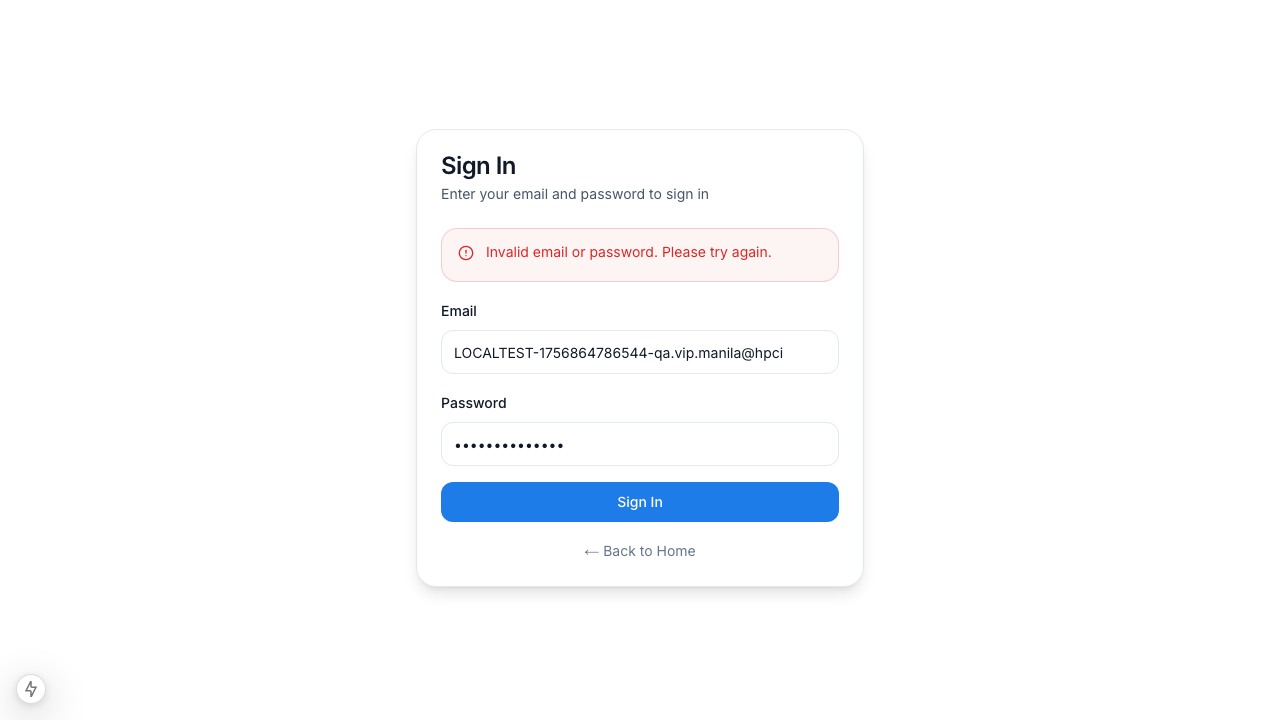 Sign In
Enter your email and password to sign in
Invalid email or password. Please try again.
Email
LOCALTEST-1756864786544-qa.vip.manila@hpci
Password
••••••••••••••
Sign In
← Back to Home